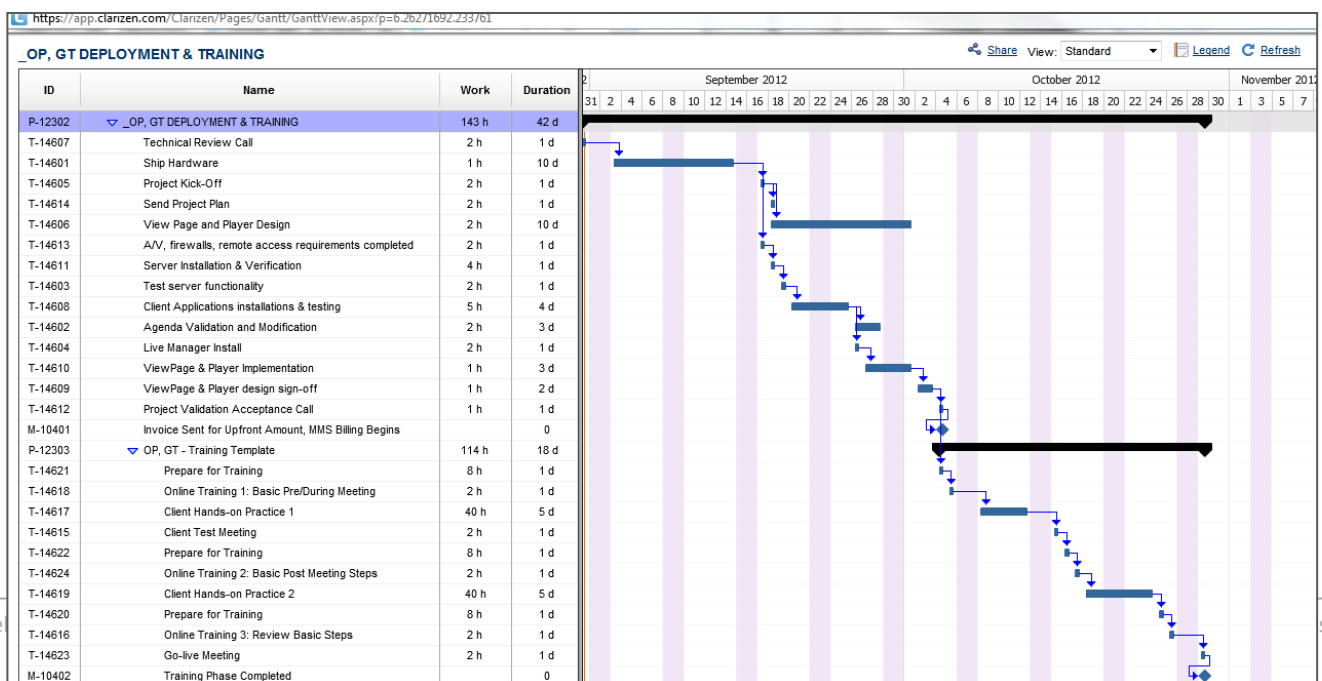 https://app.clarizen.com/Clarizen/Pages/Gantt/GanttView.aspx?p=6.26271692.233761
_OP, GT DEPLOYMENT & TRAINING Share View: Standard Legend Refresh
ID Name Work Duration September 2012 October 2012 November 2012
31 2 4 6 8 10 12 14 16 18 20 22 24 26 28 30 2 4 6 8 10 12 14 16 18 20 22 24 26 28 30 1 3 5 7
P-12302 _OP, GT DEPLOYMENT & TRAINING 143 h 42 d
T-14607 Technical Review Call 2 h 1 d
T-14601 Ship Hardware 1 h 10 d
T-14605 Project Kick-Off 2 h 1 d
T-14614 Send Project Plan 2 h 1 d
T-14606 View Page and Player Design 2 h 10 d
T-14613 A/V, firewalls, remote access requirements completed 2 h 1 d
T-14611 Server Installation & Verification 4 h 1 d
T-14603 Test server functionality 2 h 1 d
T-14608 Client Applications installations & testing 5 h 4 d
T-14602 Agenda Validation and Modification 2 h 3 d
T-14604 Live Manager Install 2 h 1 d
T-14610 ViewPage & Player Implementation 1 h 3 d
T-14609 ViewPage & Player design sign-off 1 h 2 d
T-14612 Project Validation Acceptance Call 1 h 1 d
M-10401 Invoice Sent for Upfront Amount, MMS Billing Begins 0
P-12303 OP, GT - Training Template 114 h 18 d
T-14621 Prepare for Training 8 h 1 d
T-14618 Online Training 1: Basic Pre/During Meeting 2 h 1 d
T-14617 Client Hands-on Practice 1 40 h 5 d
T-14615 Client Test Meeting 2 h 1 d
T-14622 Prepare for Training 8 h 1 d
T-14624 Online Training 2: Basic Post Meeting Steps 2 h 1 d
T-14619 Client Hands-on Practice 2 40 h 5 d
T-14620 Prepare for Training 8 h 1 d
T-14616 Online Training 3: Review Basic Steps 2 h 1 d
T-14623 Go-live Meeting 2 h 1 d
M-10402 Training Phase Completed 0